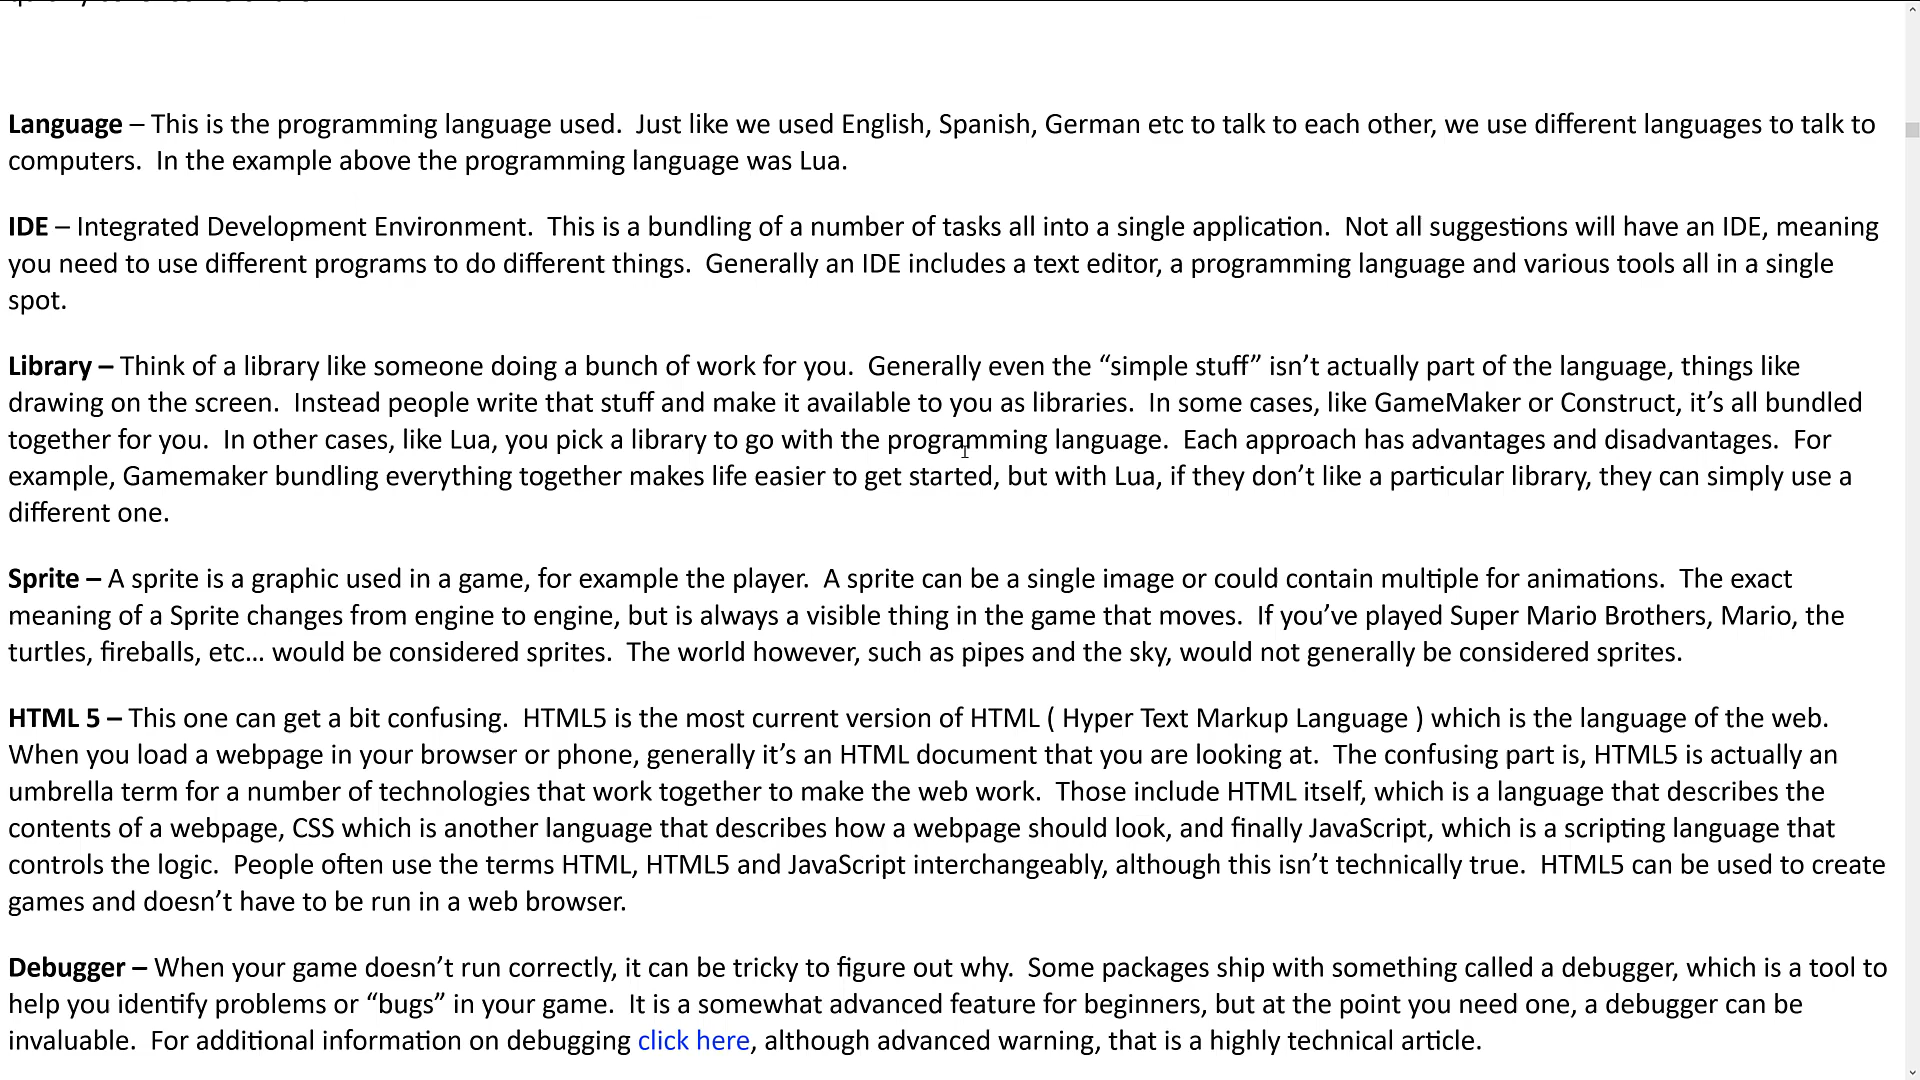 Language – This is the programming language used.  Just like we used English, Spanish, German etc to talk to each other, we use different languages to talk to
computers.  In the example above the programming language was Lua.
IDE – Integrated Development Environment.  This is a bundling of a number of tasks all into a single application.  Not all suggestions will have an IDE, meaning
you need to use different programs to do different things.  Generally an IDE includes a text editor, a programming language and various tools all in a single
spot.
Library – Think of a library like someone doing a bunch of work for you.  Generally even the “simple stuff” isn’t actually part of the language, things like
drawing on the screen.  Instead people write that stuff and make it available to you as libraries.  In some cases, like GameMaker or Construct, it’s all bundled
together for you.  In other cases, like Lua, you pick a library to go with the programming language.  Each approach has advantages and disadvantages.  For
example, Gamemaker bundling everything together makes life easier to get started, but with Lua, if they don’t like a particular library, they can simply use a
different one.
Sprite – A sprite is a graphic used in a game, for example the player.  A sprite can be a single image or could contain multiple for animations.  The exact
meaning of a Sprite changes from engine to engine, but is always a visible thing in the game that moves.  If you’ve played Super Mario Brothers, Mario, the
turtles, fireballs, etc… would be considered sprites.  The world however, such as pipes and the sky, would not generally be considered sprites.
HTML 5 – This one can get a bit confusing.  HTML5 is the most current version of HTML ( Hyper Text Markup Language ) which is the language of the web.
When you load a webpage in your browser or phone, generally it’s an HTML document that you are looking at.  The confusing part is, HTML5 is actually an
umbrella term for a number of technologies that work together to make the web work.  Those include HTML itself, which is a language that describes the
contents of a webpage, CSS which is another language that describes how a webpage should look, and finally JavaScript, which is a scripting language that
controls the logic.  People often use the terms HTML, HTML5 and JavaScript interchangeably, although this isn’t technically true.  HTML5 can be used to create
games and doesn’t have to be run in a web browser.
Debugger – When your game doesn’t run correctly, it can be tricky to figure out why.  Some packages ship with something called a debugger, which is a tool to
help you identify problems or “bugs” in your game.  It is a somewhat advanced feature for beginners, but at the point you need one, a debugger can be
invaluable.  For additional information on debugging click here, although advanced warning, that is a highly technical article.